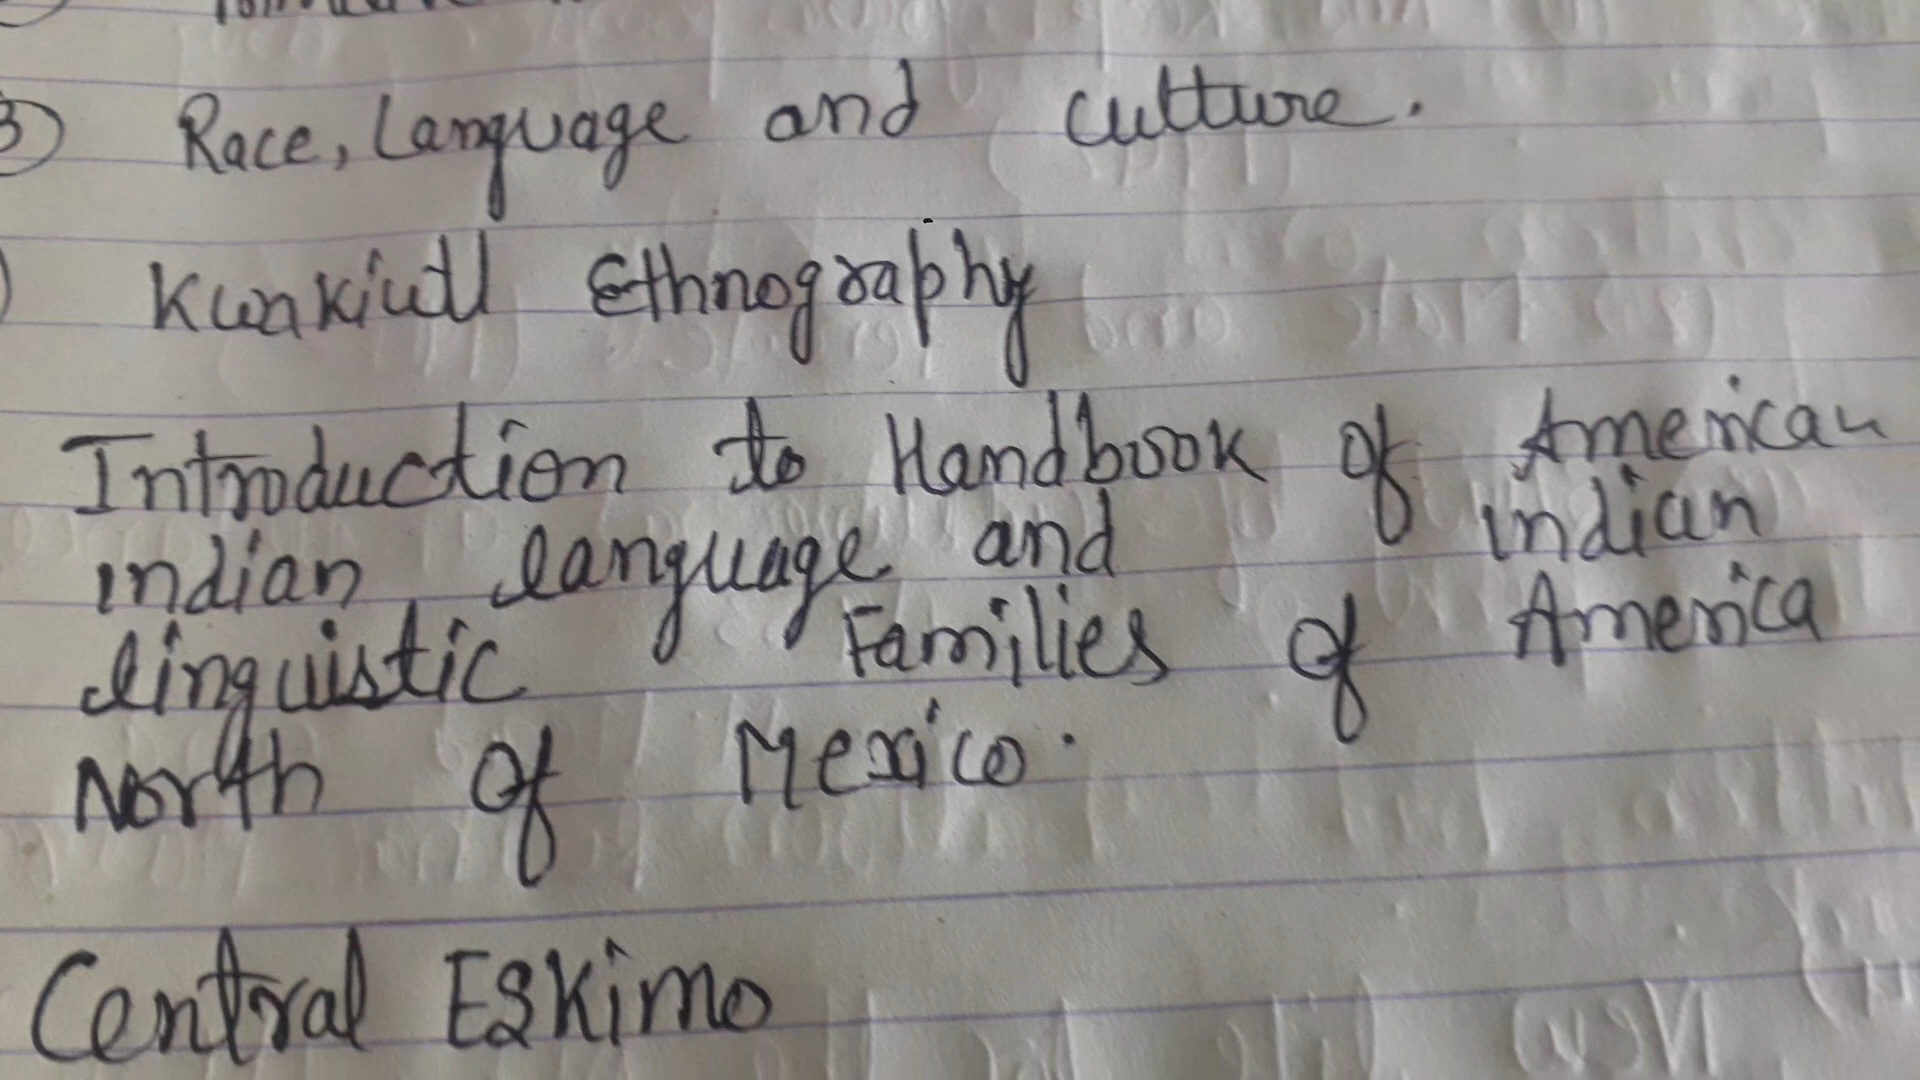 3) Race, Language and culture.
) Kwakiutl Ethnography
Introduction to Handbook of American
indian language and indian
linguistic Families of America
North of Mexico.
Central Eskimo